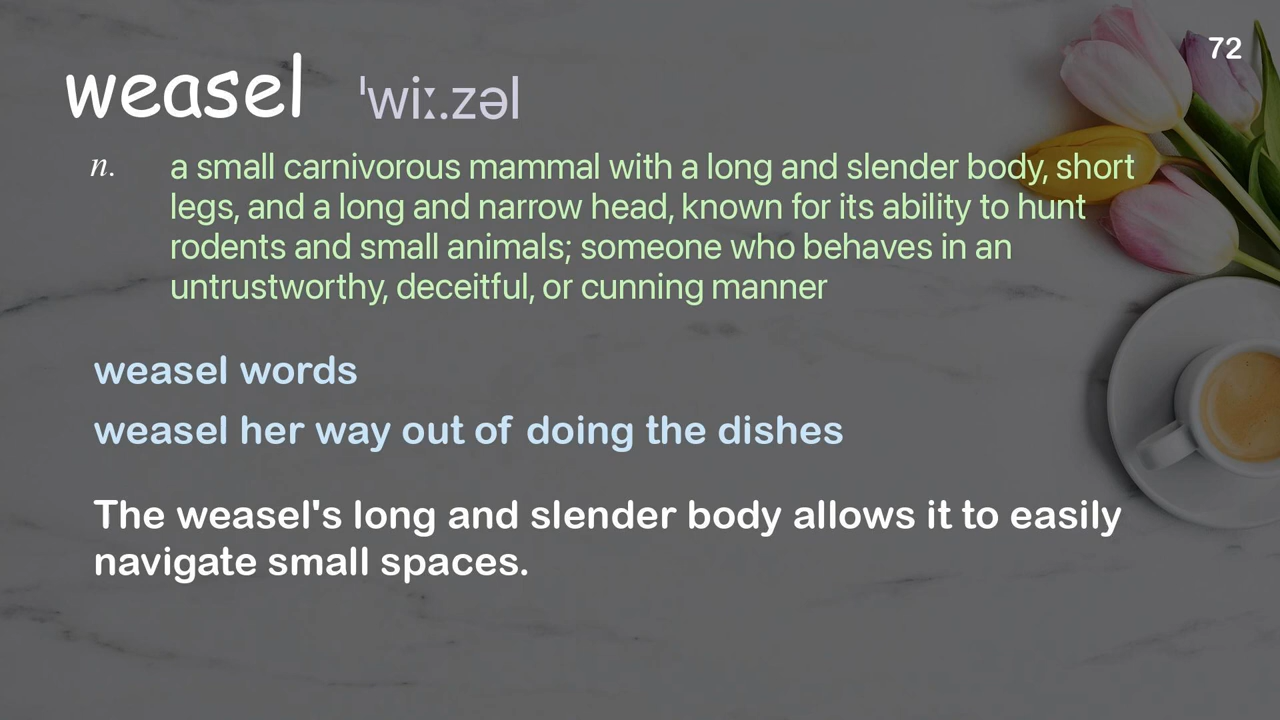 72
weasel ˈwiː.zəl
n. a small carnivorous mammal with a long and slender body, short
legs, and a long and narrow head, known for its ability to hunt
rodents and small animals; someone who behaves in an
untrustworthy, deceitful, or cunning manner
weasel words
weasel her way out of doing the dishes
The weasel's long and slender body allows it to easily
navigate small spaces.